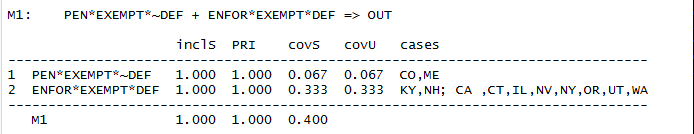 M1: PEN*EXEMPT*~DEF + ENFOR*EXEMPT*DEF => OUT
inclS PRI covS covU cases
1 PEN*EXEMPT*~DEF 1.000 1.000 0.067 0.067 CO,ME
2 ENFOR*EXEMPT*DEF 1.000 1.000 0.333 0.333 KY,NH; CA ,CT,IL,NV,NY,OR,UT,WA
M1 1.000 1.000 0.400